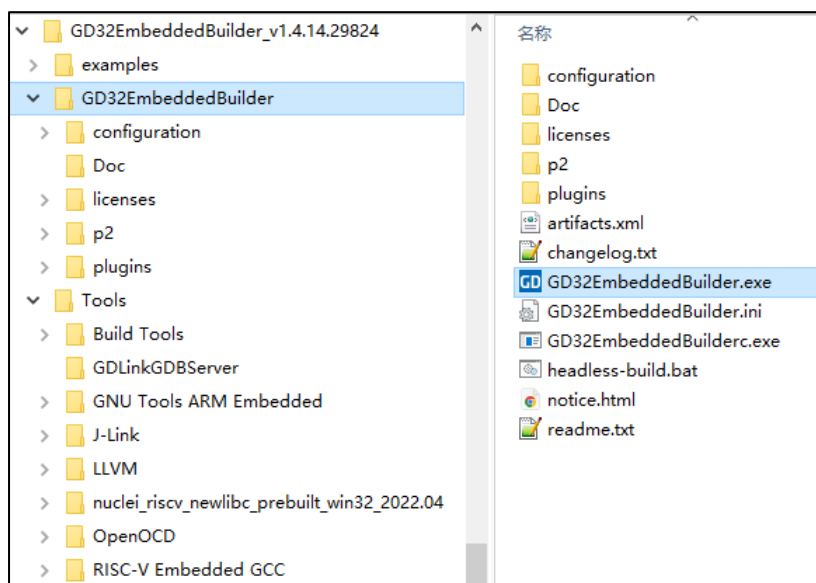 GD32EmbeddedBuilder_v1.4.14.29824
examples
GD32EmbeddedBuilder
configuration
Doc
licenses
p2
plugins
Tools
Build Tools
GDLinkGDBServer
GNU Tools ARM Embedded
J-Link
LLVM
nuclei_riscv_newlibc_prebuilt_win32_2022.04
OpenOCD
RISC-V Embedded GCC
名称
configuration
Doc
licenses
p2
plugins
artifacts.xml
changelog.txt
GD GD32EmbeddedBuilder.exe
GD32EmbeddedBuilder.ini
GD32EmbeddedBuilderc.exe
headless-build.bat
notice.html
readme.txt